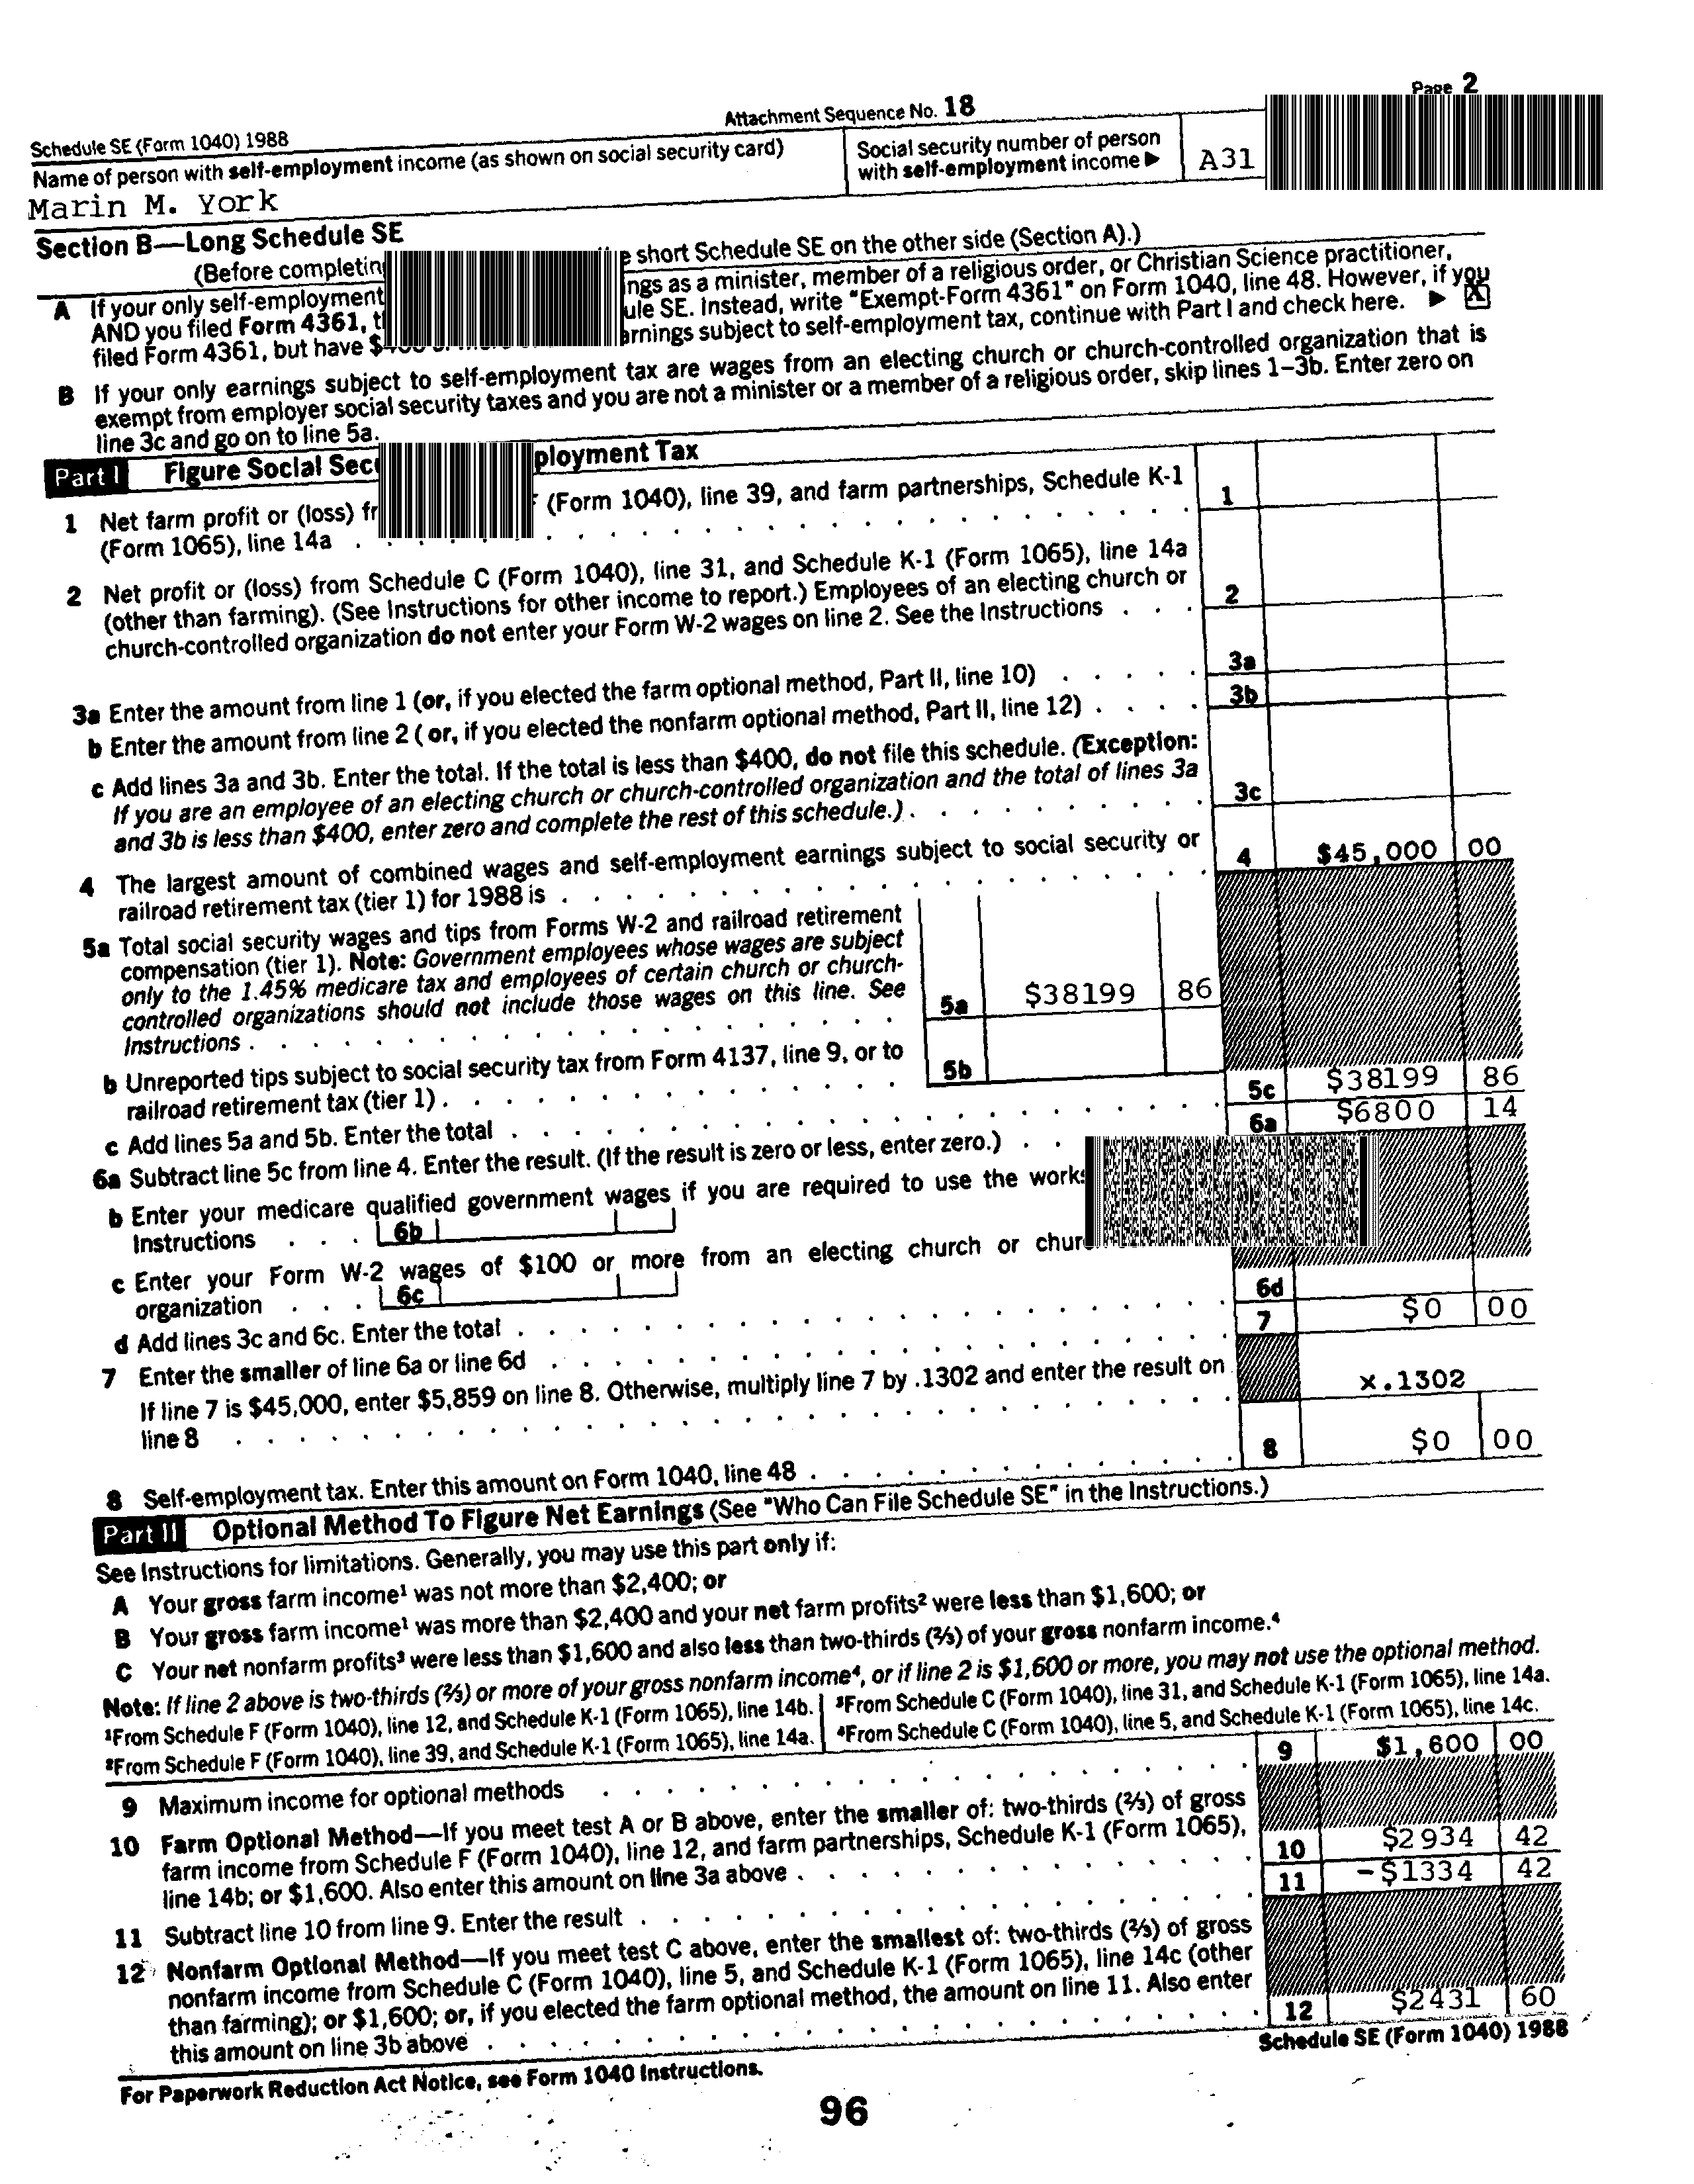 Page 2
Attachment Sequence No. 18
Schedule SE (Form 1040) 1988
Name of person with self-employment income (as shown on social security card)
Marin M. York
Social security number of person
with self-employment income ▶
A31
Section B—Long Schedule SE
(Before completing short Schedule SE on the other side (Section A).)
A If your only self-employment ings as a minister, member of a religious order, or Christian Science practitioner,
AND you filed Form 4361, ule SE. Instead, write "Exempt-Form 4361" on Form 1040, line 48. However, if you
filed Form 4361, but have earnings subject to self-employment tax, continue with Part I and check here. ▶ X
B If your only earnings subject to self-employment tax are wages from an electing church or church-controlled organization that is
exempt from employer social security taxes and you are not a minister or a member of a religious order, skip lines 1–3b. Enter zero on
line 3c and go on to line 5a.
Part I Figure Social Sec ployment Tax
1 Net farm profit or (loss) fr (Form 1040), line 39, and farm partnerships, Schedule K-1
(Form 1065), line 14a . . . 1
2 Net profit or (loss) from Schedule C (Form 1040), line 31, and Schedule K-1 (Form 1065), line 14a
(other than farming). (See Instructions for other income to report.) Employees of an electing church or
church-controlled organization do not enter your Form W-2 wages on line 2. See the Instructions . . . 2
3a Enter the amount from line 1 (or, if you elected the farm optional method, Part II, line 10) . . . . . 3a
b Enter the amount from line 2 ( or, if you elected the nonfarm optional method, Part II, line 12) . . . . 3b
c Add lines 3a and 3b. Enter the total. If the total is less than $400, do not file this schedule. (Exception:
If you are an employee of an electing church or church-controlled organization and the total of lines 3a
and 3b is less than $400, enter zero and complete the rest of this schedule.) . . . 3c
4 The largest amount of combined wages and self-employment earnings subject to social security or
railroad retirement tax (tier 1) for 1988 is . . . 4 $45,000 00
5a Total social security wages and tips from Forms W-2 and railroad retirement
compensation (tier 1). Note: Government employees whose wages are subject
only to the 1.45% medicare tax and employees of certain church or church-
controlled organizations should not include those wages on this line. See
Instructions . . . 5a $38199 86
b Unreported tips subject to social security tax from Form 4137, line 9, or to
railroad retirement tax (tier 1) . . . 5b
c Add lines 5a and 5b. Enter the total . . . 5c $38199 86
6a Subtract line 5c from line 4. Enter the result. (If the result is zero or less, enter zero.) . . 6a $6800 14
b Enter your medicare qualified government wages if you are required to use the works
Instructions . . . 6b
c Enter your Form W-2 wages of $100 or more from an electing church or chur
organization . . . 6c
d Add lines 3c and 6c. Enter the total . . . 6d
7 Enter the smaller of line 6a or line 6d . . . 7 $0 00
If line 7 is $45,000, enter $5,859 on line 8. Otherwise, multiply line 7 by .1302 and enter the result on
line 8 . . . x.1302
8 Self-employment tax. Enter this amount on Form 1040, line 48 . . . 8 $0 00
Part II Optional Method To Figure Net Earnings (See "Who Can File Schedule SE" in the Instructions.)
See Instructions for limitations. Generally, you may use this part only if:
A Your gross farm income¹ was not more than $2,400; or
B Your gross farm income¹ was more than $2,400 and your net farm profits² were less than $1,600; or
C Your net nonfarm profits³ were less than $1,600 and also less than two-thirds (⅔) of your gross nonfarm income.⁴
Note: If line 2 above is two-thirds (⅔) or more of your gross nonfarm income⁴, or if line 2 is $1,600 or more, you may not use the optional method.
¹From Schedule F (Form 1040), line 12, and Schedule K-1 (Form 1065), line 14b. ³From Schedule C (Form 1040), line 31, and Schedule K-1 (Form 1065), line 14a.
²From Schedule F (Form 1040), line 39, and Schedule K-1 (Form 1065), line 14a. ⁴From Schedule C (Form 1040), line 5, and Schedule K-1 (Form 1065), line 14c.
9 Maximum income for optional methods . . . 9 $1,600 00
10 Farm Optional Method—If you meet test A or B above, enter the smaller of: two-thirds (⅔) of gross
farm income from Schedule F (Form 1040), line 12, and farm partnerships, Schedule K-1 (Form 1065),
line 14b; or $1,600. Also enter this amount on line 3a above . . . 10 $2934 42
11 Subtract line 10 from line 9. Enter the result . . . 11 -$1334 42
12 Nonfarm Optional Method—If you meet test C above, enter the smallest of: two-thirds (⅔) of gross
nonfarm income from Schedule C (Form 1040), line 5, and Schedule K-1 (Form 1065), line 14c (other
than farming); or $1,600; or, if you elected the farm optional method, the amount on line 11. Also enter
this amount on line 3b above . . . 12 $2431 60
Schedule SE (Form 1040) 1988
For Paperwork Reduction Act Notice, see Form 1040 Instructions.
96